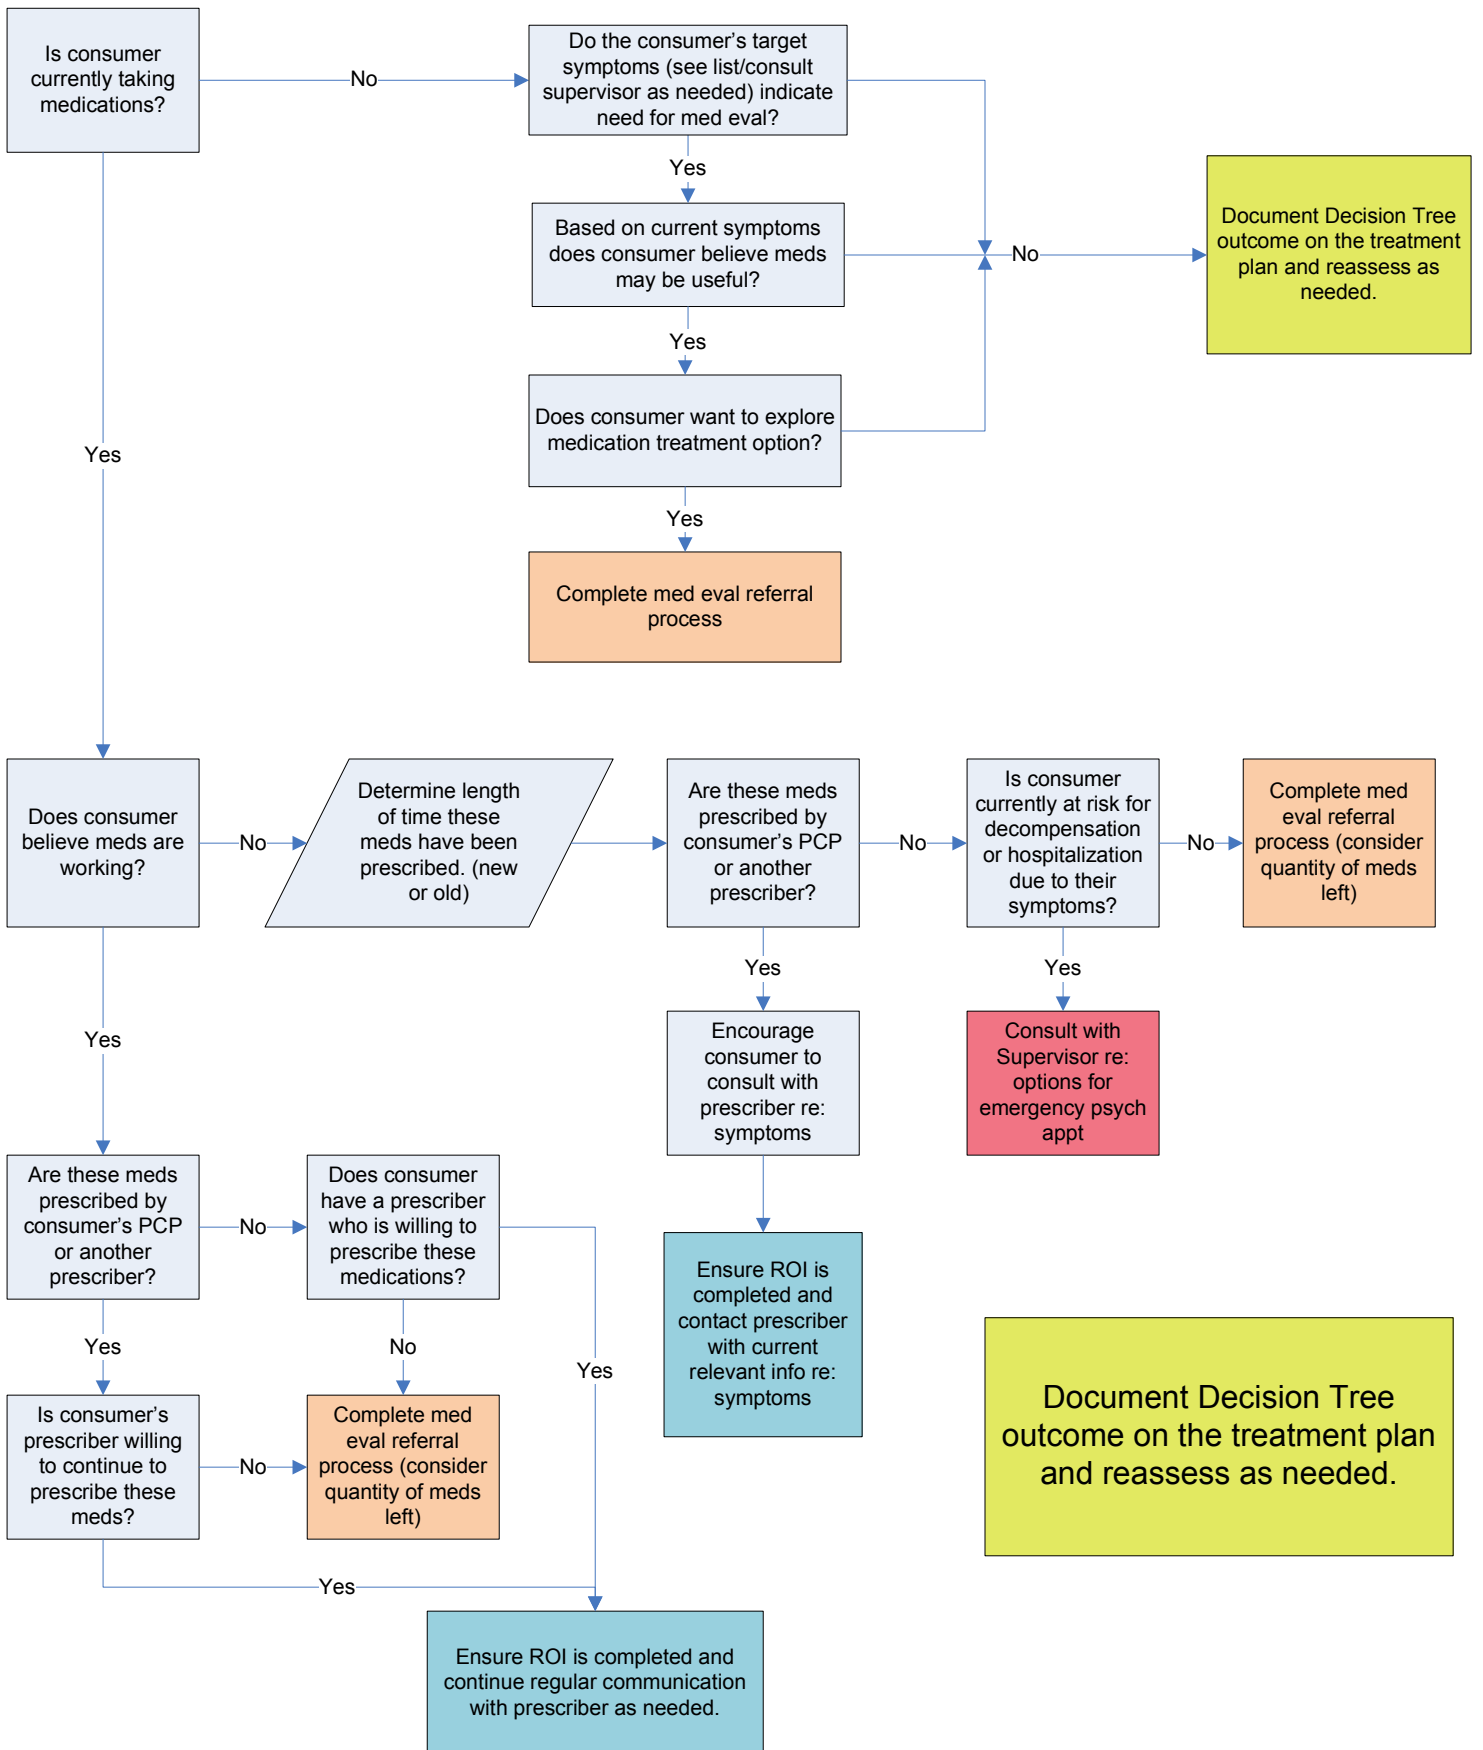 Is consumer
currently taking
medications?
No
Do the consumer's target
symptoms (see list/consult
supervisor as needed) indicate
need for med eval?
Yes
Based on current symptoms
does consumer believe meds
may be useful?
No
Document Decision Tree
outcome on the treatment
plan and reassess as
needed.
Yes
Does consumer want to explore
medication treatment option?
Yes
Yes
Complete med eval referral
process
Does consumer
believe meds are
working?
No
Determine length
of time these
meds have been
prescribed. (new
or old)
Are these meds
prescribed by
consumer's PCP
or another
prescriber?
No
Is consumer
currently at risk for
decompensation
or hospitalization
due to their
symptoms?
No
Complete med
eval referral
process (consider
quantity of meds
left)
Yes
Yes
Yes
Encourage
consumer to
consult with
prescriber re:
symptoms
Consult with
Supervisor re:
options for
emergency psych
appt
Are these meds
prescribed by
consumer's PCP
or another
prescriber?
No
Does consumer
have a prescriber
who is willing to
prescribe these
medications?
Ensure ROI is
completed and
contact prescriber
with current
relevant info re:
symptoms
Yes
No
Yes
Is consumer's
prescriber willing
to continue to
prescribe these
meds?
No
Complete med
eval referral
process (consider
quantity of meds
left)
Document Decision Tree
outcome on the treatment plan
and reassess as needed.
Yes
Ensure ROI is completed and
continue regular communication
with prescriber as needed.